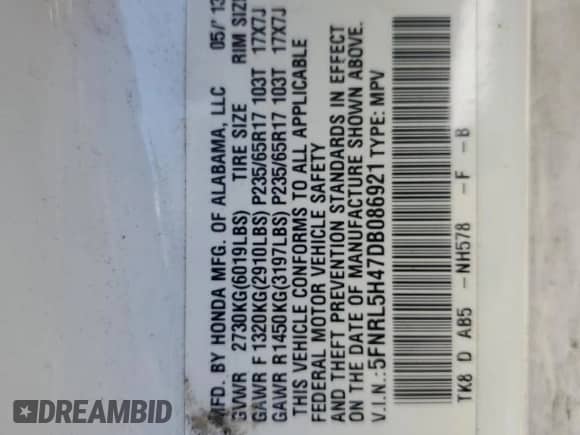 MFD. BY HONDA MFG. OF ALABAMA, LLC 05/'13
GVWR 2730KG(6019LBS) TIRE SIZE RIM SIZE
GAWR F 1320KG(2910LBS) P235/65R17 103T 17X7J
GAWR R 1450KG(3197LBS) P235/65R17 103T 17X7J
THIS VEHICLE CONFORMS TO ALL APPLICABLE
FEDERAL MOTOR VEHICLE SAFETY
AND THEFT PREVENTION STANDARDS IN EFFECT
ON THE DATE OF MANUFACTURE SHOWN ABOVE.
V.I.N.:5FNRL5H47DB086921 TYPE: MPV
TK8 D AB5 -NH578 -F -B
DREAMBID